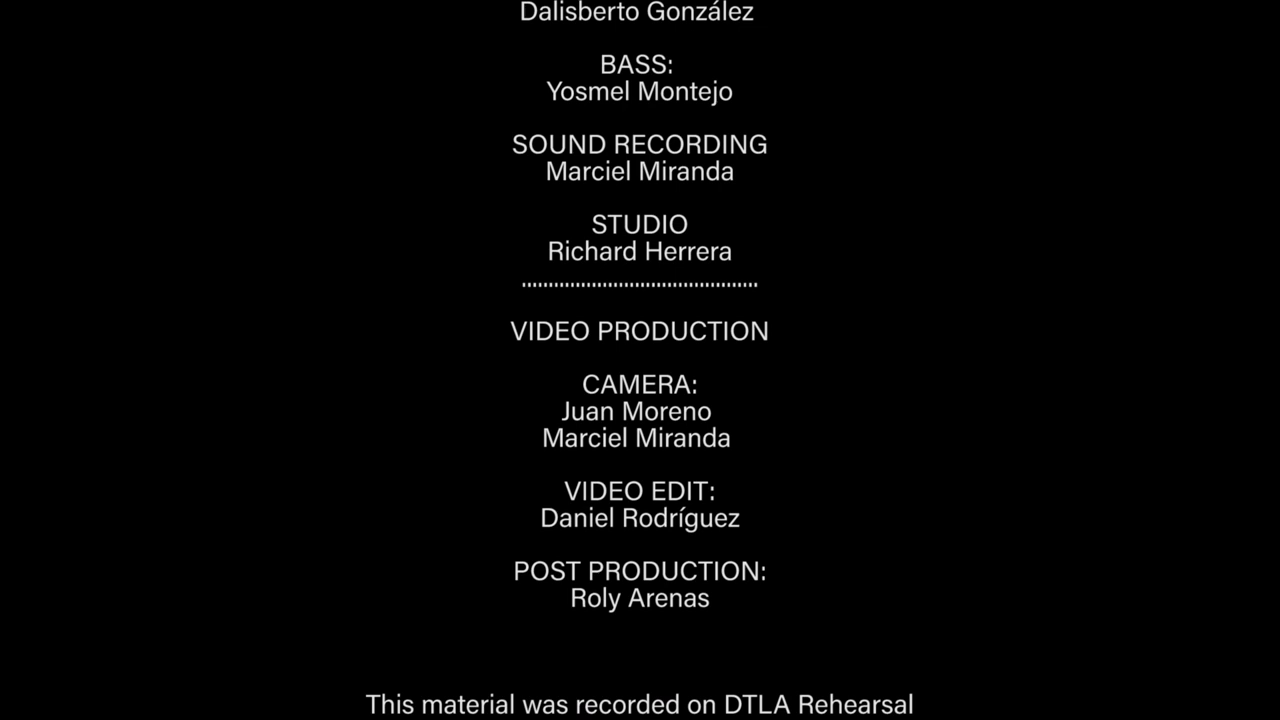 Dalisberto González
BASS:
Yosmel Montejo
SOUND RECORDING
Marciel Miranda
STUDIO
Richard Herrera
.............................................
VIDEO PRODUCTION
CAMERA:
Juan Moreno
Marciel Miranda
VIDEO EDIT:
Daniel Rodríguez
POST PRODUCTION:
Roly Arenas
This material was recorded on DTLA Rehearsal